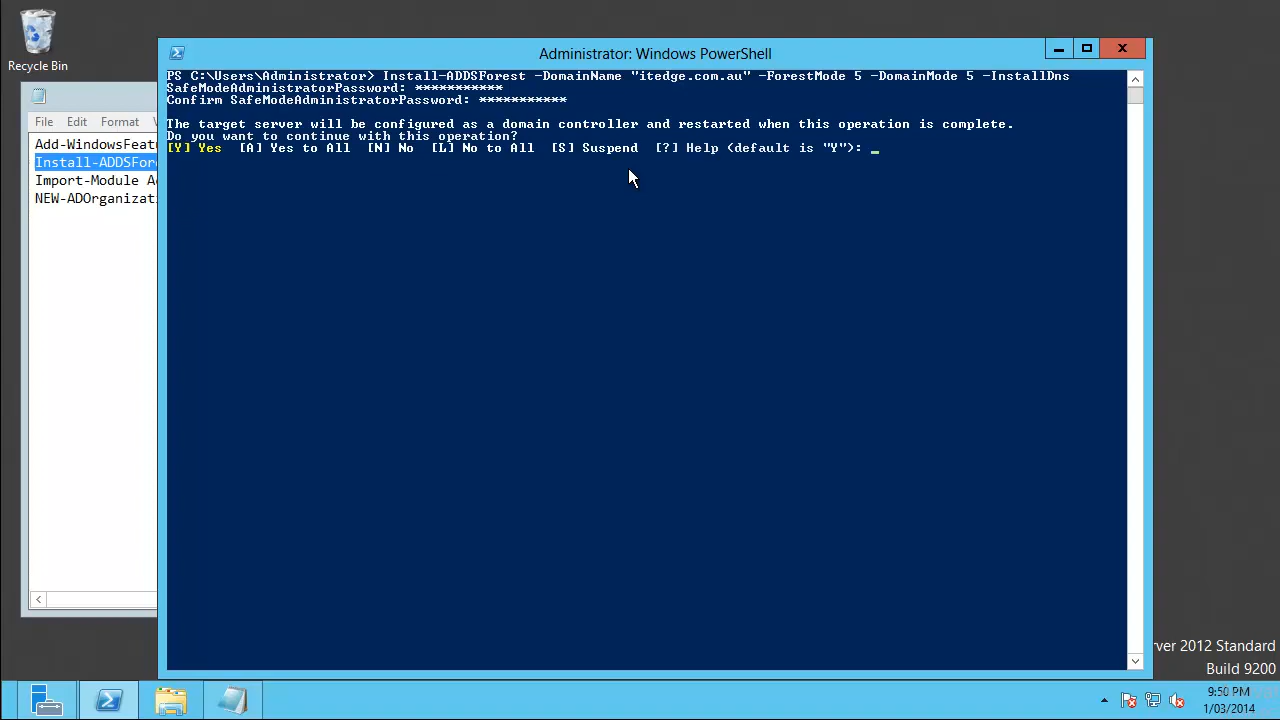 Recycle Bin
Administrator: Windows PowerShell
File Edit Format
Add-WindowsFeatu
Install-ADDSFor
Import-Module A
NEW-ADOrganizati
PS C:\Users\Administrator> Install-ADDSForest -DomainName "itedge.com.au" -ForestMode 5 -DomainMode 5 -InstallDns
SafeModeAdministratorPassword: ***********
Confirm SafeModeAdministratorPassword: ***********
The target server will be configured as a domain controller and restarted when this operation is complete.
Do you want to continue with this operation?
[Y] Yes [A] Yes to All [N] No [L] No to All [S] Suspend [?] Help (default is "Y"): _
ver 2012 Standard
Build 9200
9:50 PM
1/03/2014